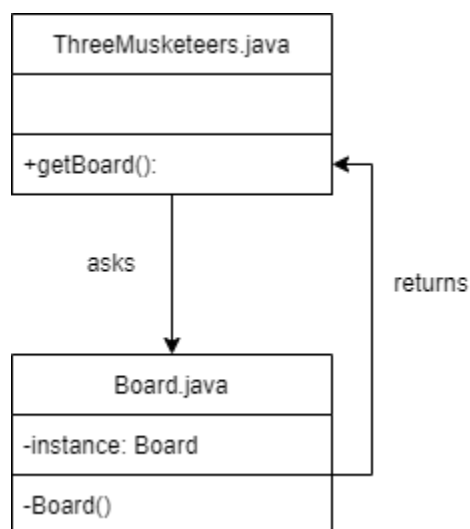 ThreeMusketeers.java
+getBoard():
asks
returns
Board.java
-instance: Board
-Board()